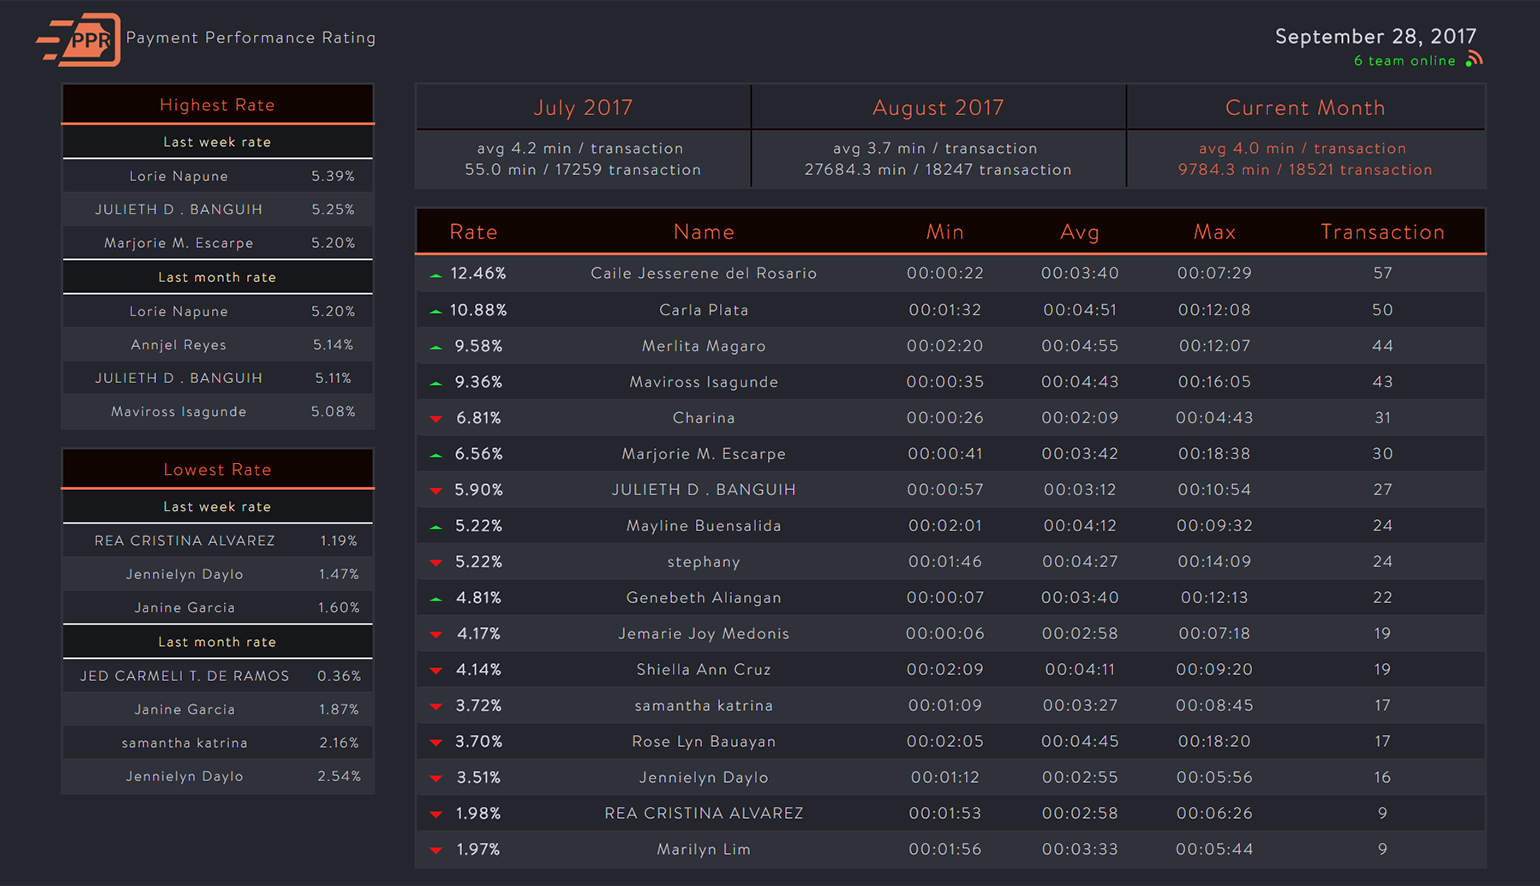 PPR Payment Performance Rating
September 28, 2017
6 team online
Highest Rate
Last week rate
Lorie Napune 5.39%
JULIETH D . BANGUIH 5.25%
Marjorie M. Escarpe 5.20%
Last month rate
Lorie Napune 5.20%
Annjel Reyes 5.14%
JULIETH D . BANGUIH 5.11%
Maviross Isagunde 5.08%
Lowest Rate
Last week rate
REA CRISTINA ALVAREZ 1.19%
Jennielyn Daylo 1.47%
Janine Garcia 1.60%
Last month rate
JED CARMELI T. DE RAMOS 0.36%
Janine Garcia 1.87%
samantha katrina 2.16%
Jennielyn Daylo 2.54%
July 2017 August 2017 Current Month
avg 4.2 min / transaction avg 3.7 min / transaction avg 4.0 min / transaction
55.0 min / 17259 transaction 27684.3 min / 18247 transaction 9784.3 min / 18521 transaction
Rate Name Min Avg Max Transaction
12.46% Caile Jesserene del Rosario 00:00:22 00:03:40 00:07:29 57
10.88% Carla Plata 00:01:32 00:04:51 00:12:08 50
9.58% Merlita Magaro 00:02:20 00:04:55 00:12:07 44
9.36% Maviross Isagunde 00:00:35 00:04:43 00:16:05 43
6.81% Charina 00:00:26 00:02:09 00:04:43 31
6.56% Marjorie M. Escarpe 00:00:41 00:03:42 00:18:38 30
5.90% JULIETH D . BANGUIH 00:00:57 00:03:12 00:10:54 27
5.22% Mayline Buensalida 00:02:01 00:04:12 00:09:32 24
5.22% stephany 00:01:46 00:04:27 00:14:09 24
4.81% Genebeth Aliangan 00:00:07 00:03:40 00:12:13 22
4.17% Jemarie Joy Medonis 00:00:06 00:02:58 00:07:18 19
4.14% Shiella Ann Cruz 00:02:09 00:04:11 00:09:20 19
3.72% samantha katrina 00:01:09 00:03:27 00:08:45 17
3.70% Rose Lyn Bauayan 00:02:05 00:04:45 00:18:20 17
3.51% Jennielyn Daylo 00:01:12 00:02:55 00:05:56 16
1.98% REA CRISTINA ALVAREZ 00:01:53 00:02:58 00:06:26 9
1.97% Marilyn Lim 00:01:56 00:03:33 00:05:44 9